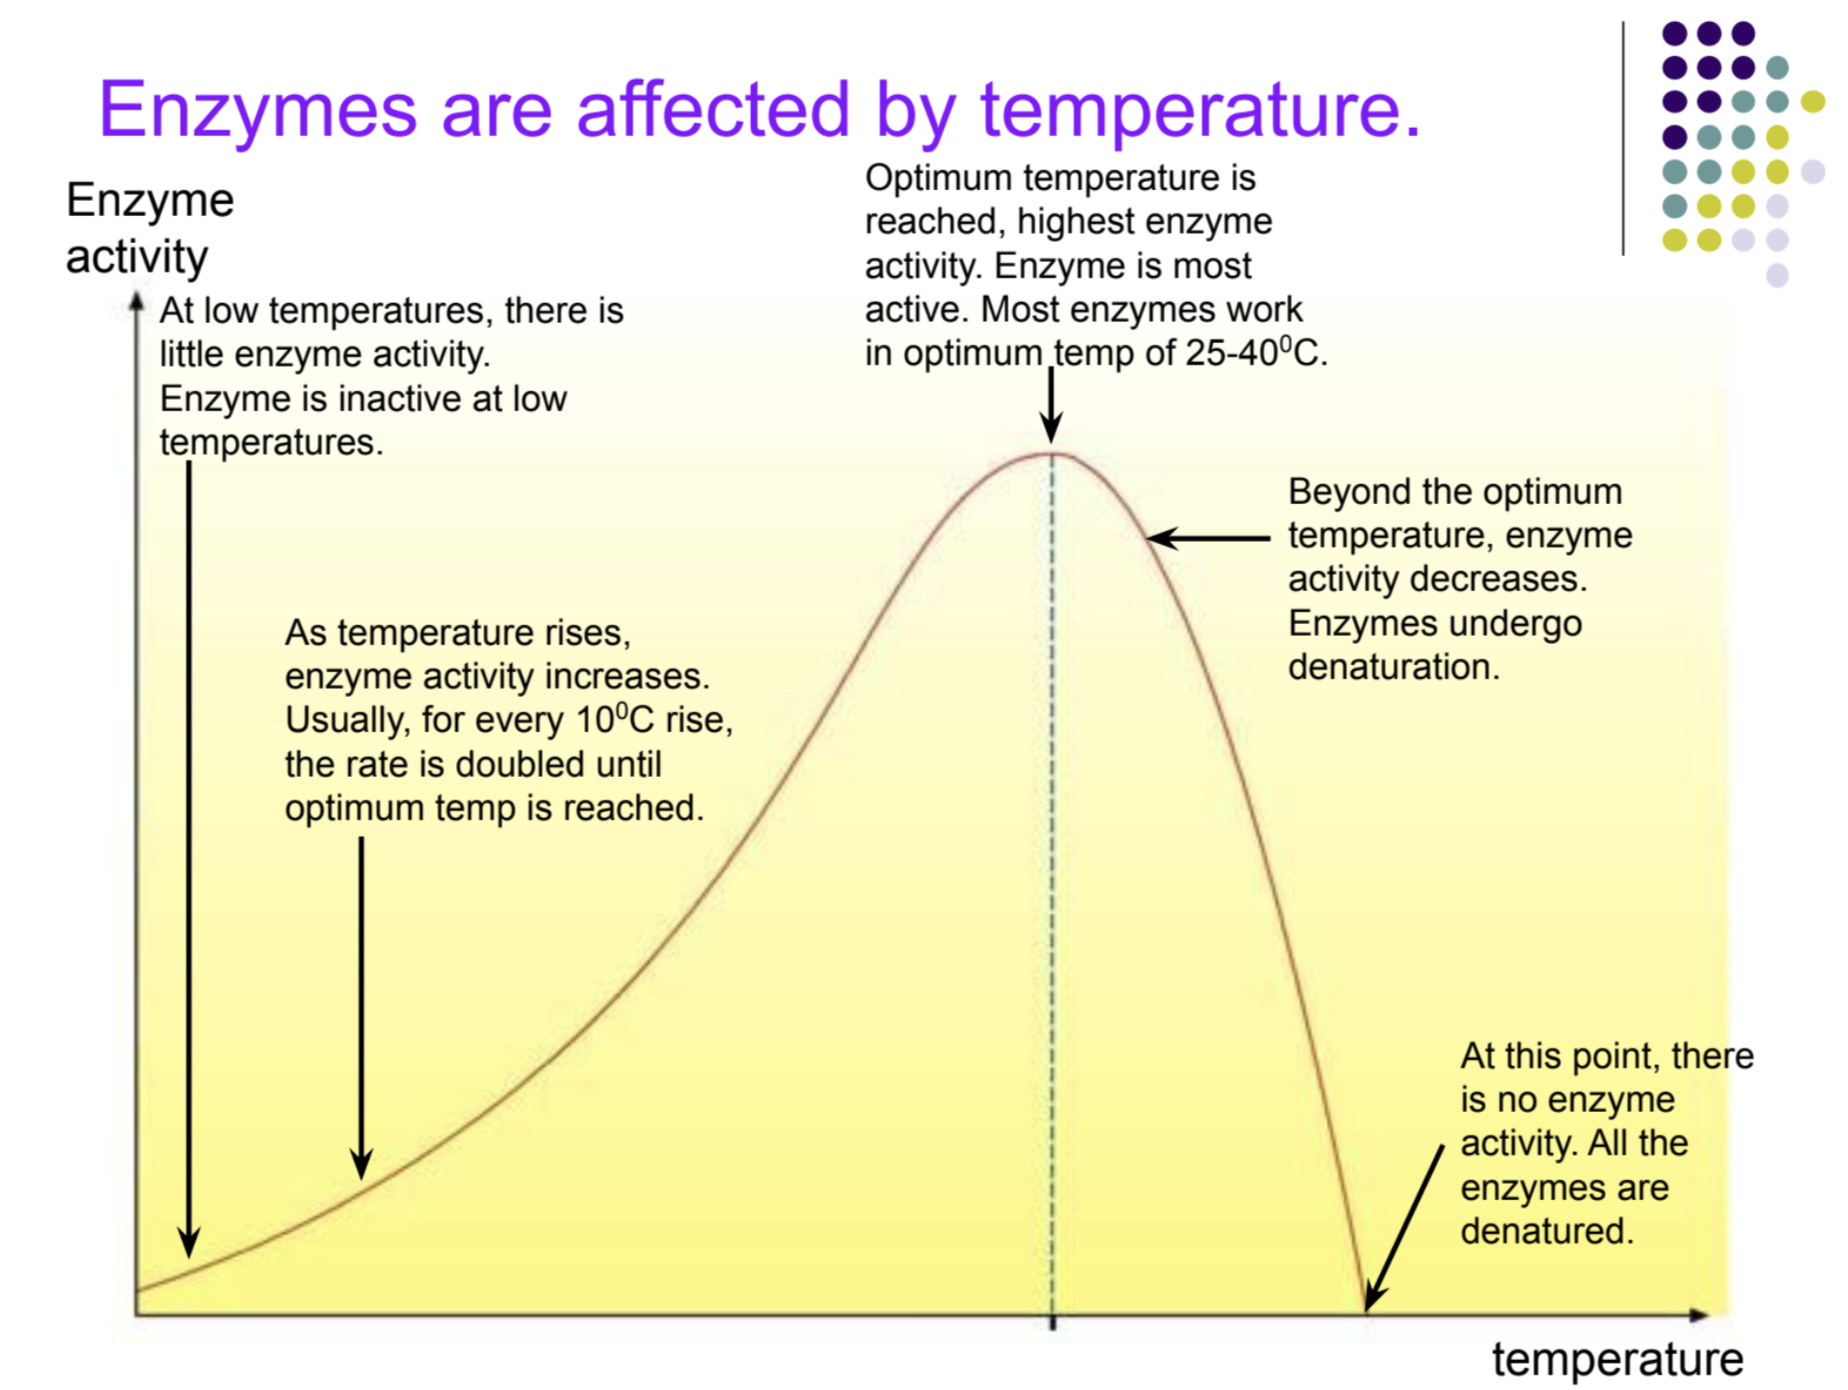 Enzymes are affected by temperature.
Enzyme
activity
At low temperatures, there is
little enzyme activity.
Enzyme is inactive at low
temperatures.
As temperature rises,
enzyme activity increases.
Usually, for every 10⁰C rise,
the rate is doubled until
optimum temp is reached.
Optimum temperature is
reached, highest enzyme
activity. Enzyme is most
active. Most enzymes work
in optimum temp of 25-40⁰C.
Beyond the optimum
temperature, enzyme
activity decreases.
Enzymes undergo
denaturation.
At this point, there
is no enzyme
activity. All the
enzymes are
denatured.
temperature